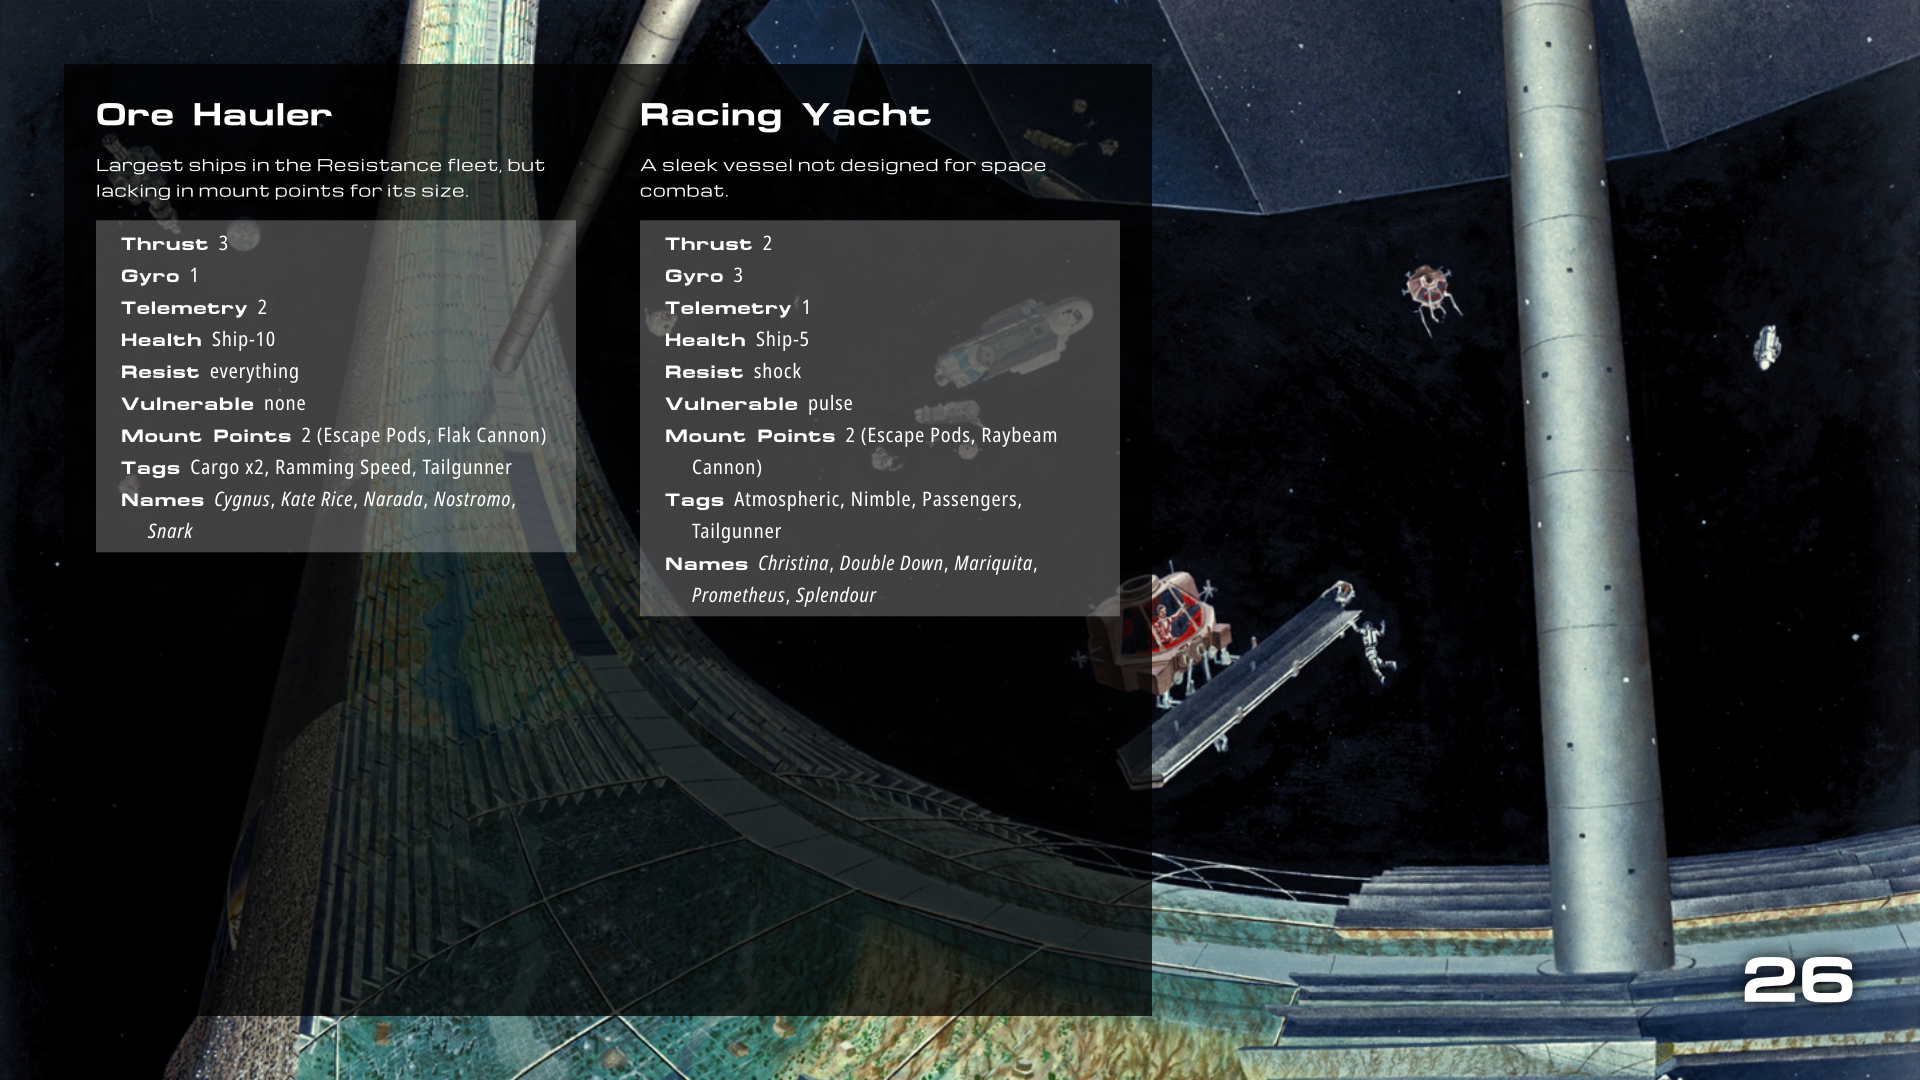 Ore Hauler
Largest ships in the Resistance fleet, but
lacking in mount points for its size.
Thrust 3
Gyro 1
Telemetry 2
Health Ship-10
Resist everything
Vulnerable none
Mount Points 2 (Escape Pods, Flak Cannon)
Tags Cargo x2, Ramming Speed, Tailgunner
Names Cygnus, Kate Rice, Narada, Nostromo,
Snark
Racing Yacht
A sleek vessel not designed for space
combat.
Thrust 2
Gyro 3
Telemetry 1
Health Ship-5
Resist shock
Vulnerable pulse
Mount Points 2 (Escape Pods, Raybeam
Cannon)
Tags Atmospheric, Nimble, Passengers,
Tailgunner
Names Christina, Double Down, Mariquita,
Prometheus, Splendour
26